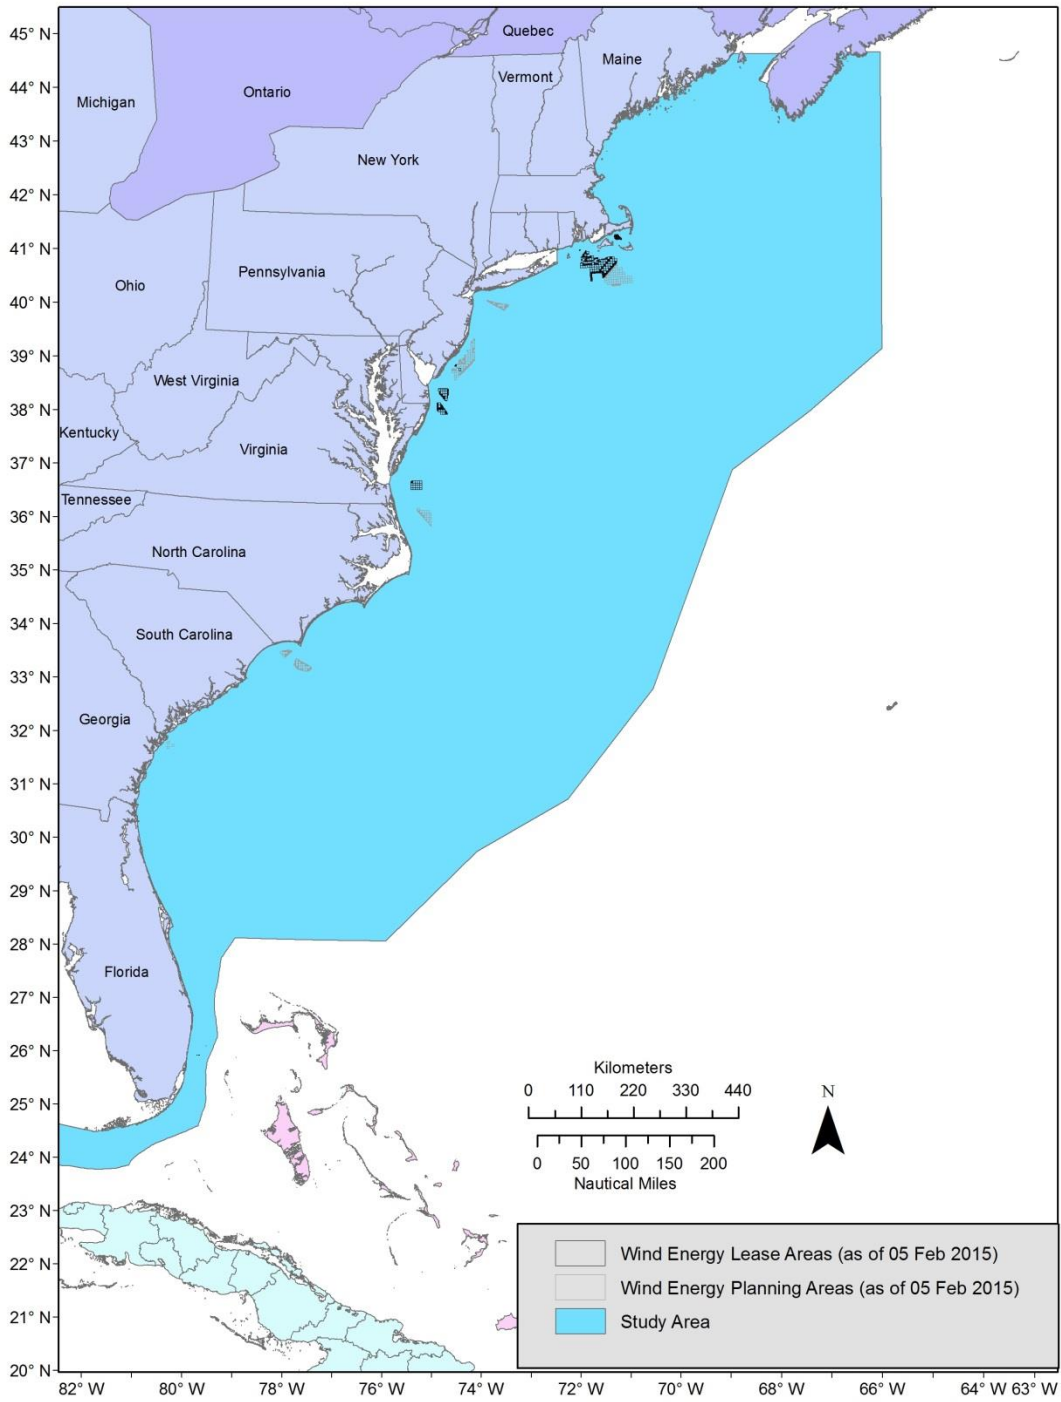 45° N
Quebec
Maine
Vermont
44° N
Michigan
Ontario
43° N
New York
42° N
41° N
Pennsylvania
Ohio
40° N
39° N
West Virginia
38° N
Kentucky
Virginia
37° N
Tennessee
36° N
North Carolina
35° N
34° N
South Carolina
33° N
Georgia
32° N
31° N
30° N
29° N
28° N
Florida
27° N
26° N
25° N
24° N
23° N
22° N
21° N
20° N
Kilometers
0 110 220 330 440
0 50 100 150 200
Nautical Miles
N
Wind Energy Lease Areas (as of 05 Feb 2015)
Wind Energy Planning Areas (as of 05 Feb 2015)
Study Area
82° W 80° W 78° W 76° W 74° W 72° W 70° W 68° W 66° W 64° W 63° W